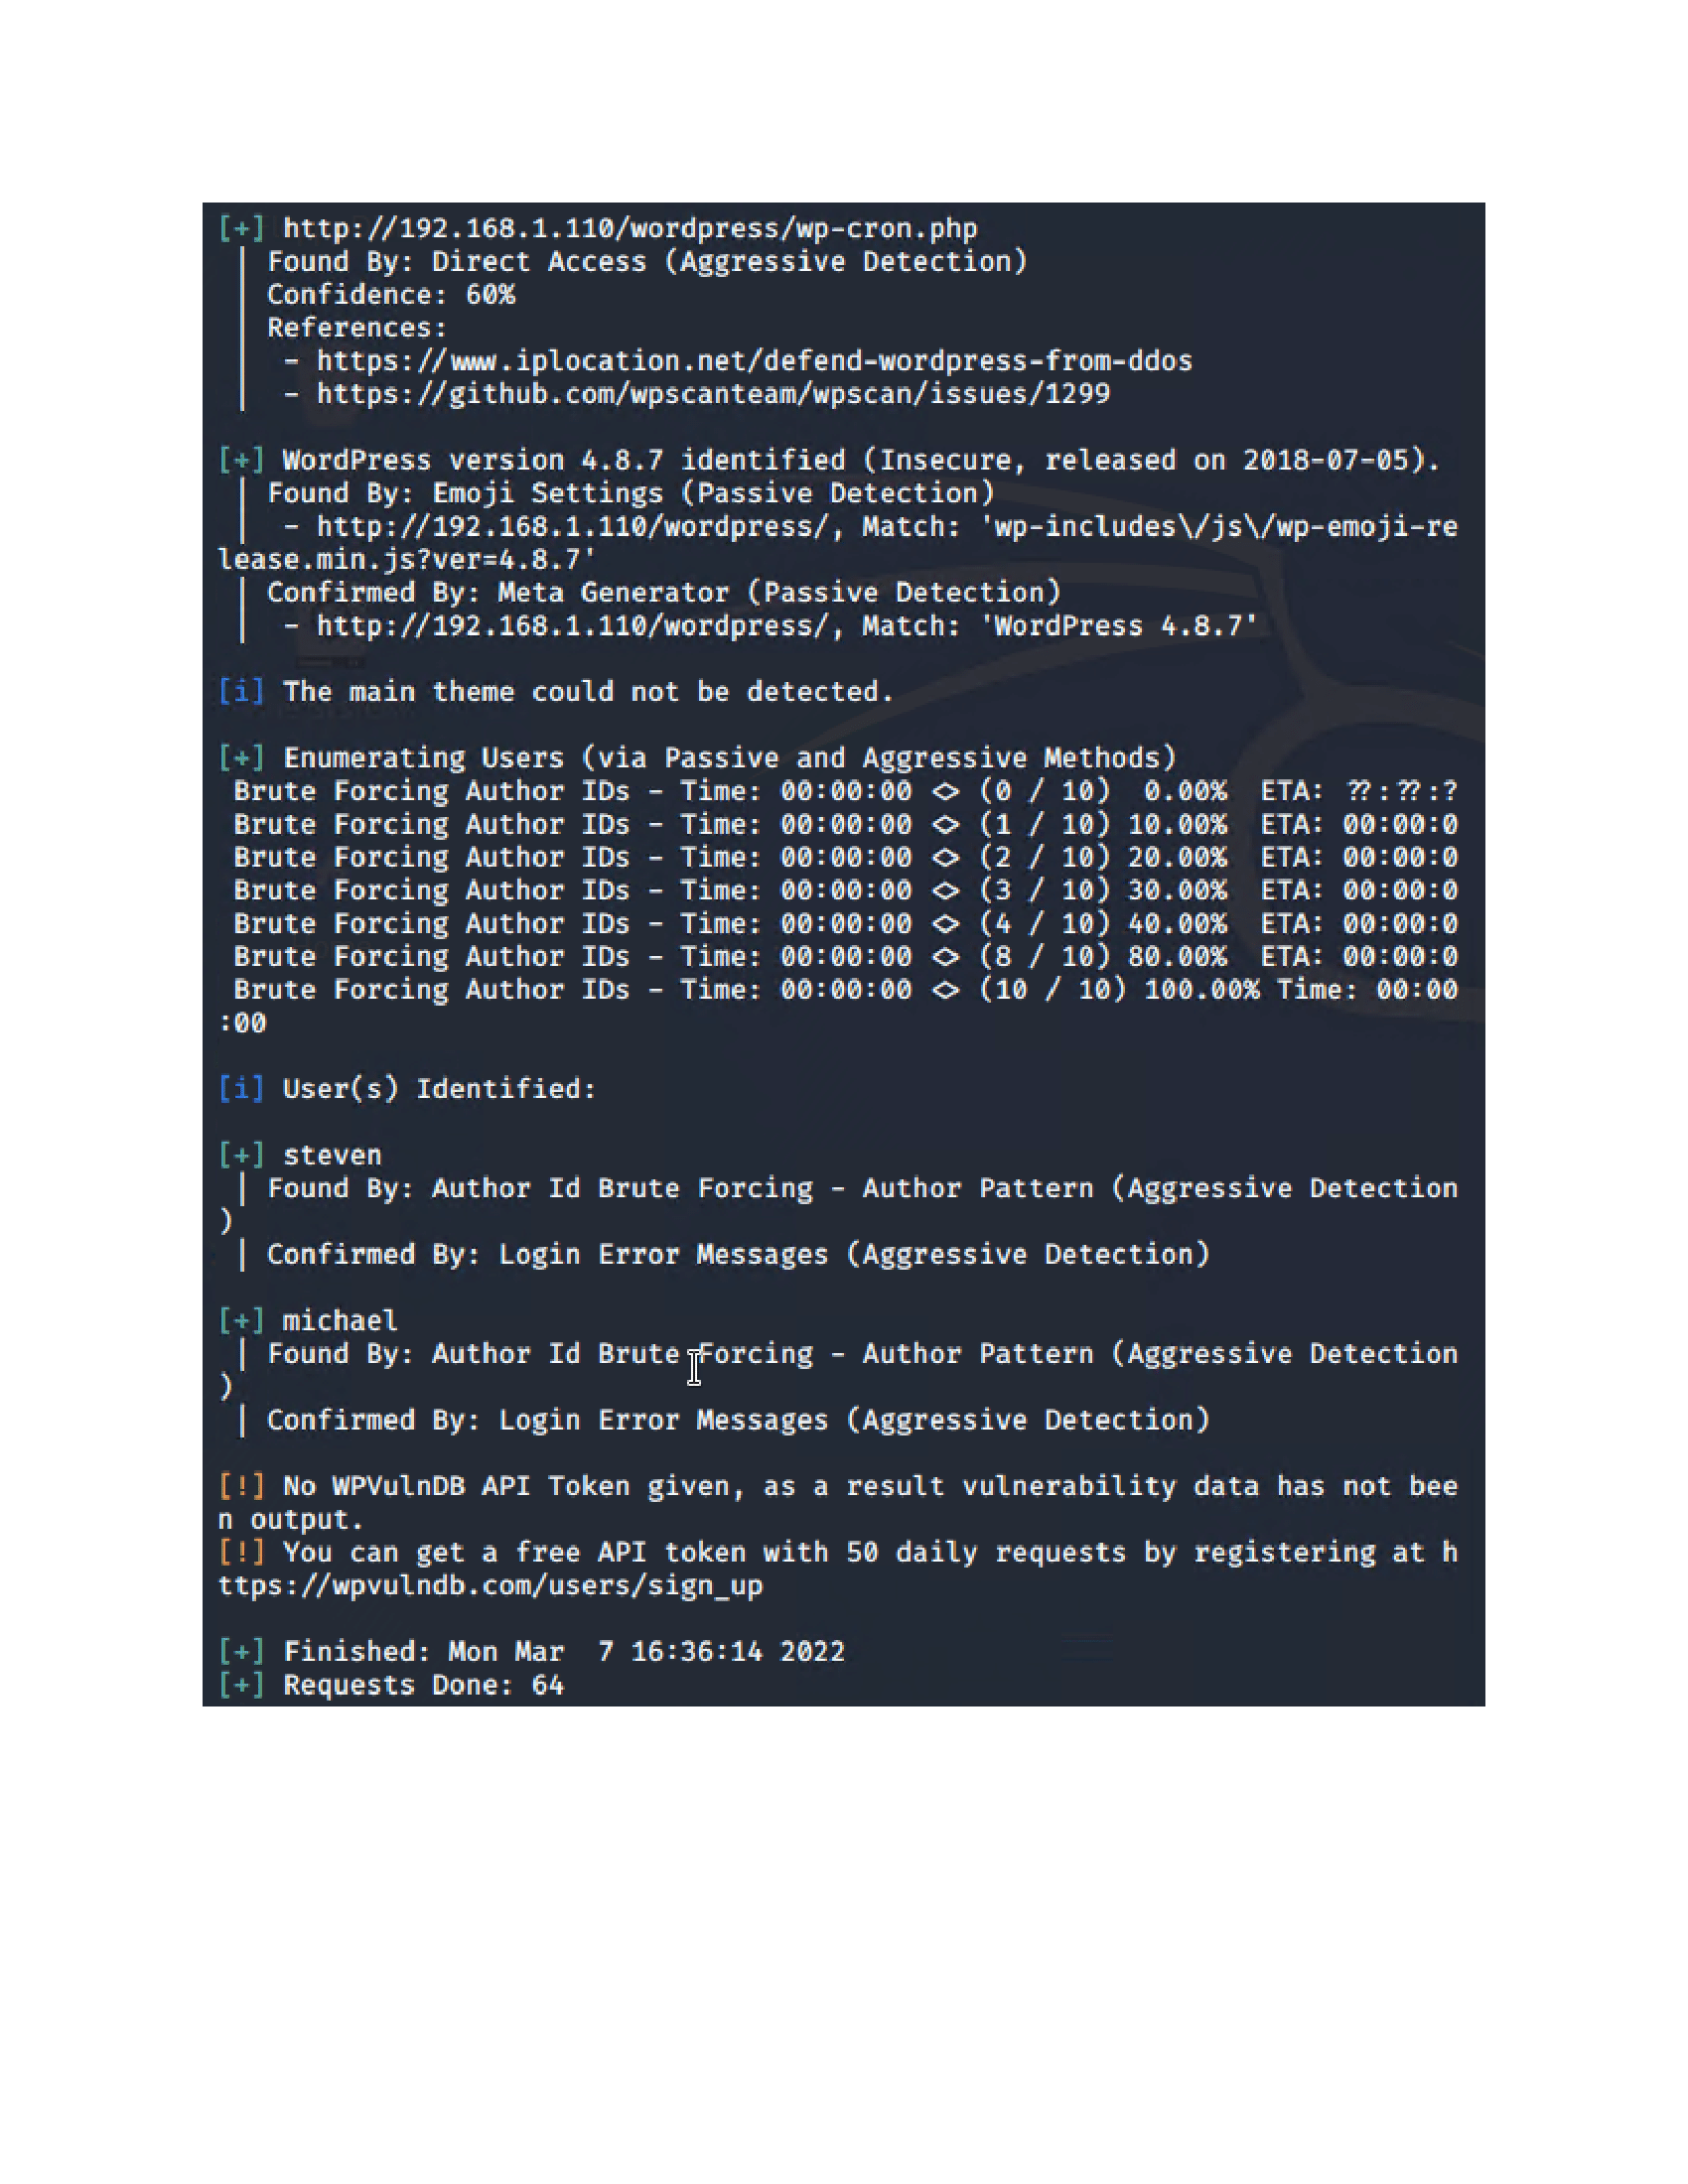 [+] http://192.168.1.110/wordpress/wp-cron.php
 | Found By: Direct Access (Aggressive Detection)
 | Confidence: 60%
 | References:
 |  - https://www.iplocation.net/defend-wordpress-from-ddos
 |  - https://github.com/wpscanteam/wpscan/issues/1299
[+] WordPress version 4.8.7 identified (Insecure, released on 2018-07-05).
 | Found By: Emoji Settings (Passive Detection)
 |  - http://192.168.1.110/wordpress/, Match: 'wp-includes\/js\/wp-emoji-re
lease.min.js?ver=4.8.7'
 | Confirmed By: Meta Generator (Passive Detection)
 |  - http://192.168.1.110/wordpress/, Match: 'WordPress 4.8.7'
[i] The main theme could not be detected.
[+] Enumerating Users (via Passive and Aggressive Methods)
 Brute Forcing Author IDs - Time: 00:00:00 <> (0 / 10)  0.00%  ETA: ??:??:?
 Brute Forcing Author IDs - Time: 00:00:00 <> (1 / 10) 10.00%  ETA: 00:00:0
 Brute Forcing Author IDs - Time: 00:00:00 <> (2 / 10) 20.00%  ETA: 00:00:0
 Brute Forcing Author IDs - Time: 00:00:00 <> (3 / 10) 30.00%  ETA: 00:00:0
 Brute Forcing Author IDs - Time: 00:00:00 <> (4 / 10) 40.00%  ETA: 00:00:0
 Brute Forcing Author IDs - Time: 00:00:00 <> (8 / 10) 80.00%  ETA: 00:00:0
 Brute Forcing Author IDs - Time: 00:00:00 <> (10 / 10) 100.00% Time: 00:00
:00
[i] User(s) Identified:
[+] steven
 | Found By: Author Id Brute Forcing - Author Pattern (Aggressive Detection
)
 | Confirmed By: Login Error Messages (Aggressive Detection)
[+] michael
 | Found By: Author Id Brute Forcing - Author Pattern (Aggressive Detection
)
 | Confirmed By: Login Error Messages (Aggressive Detection)
[!] No WPVulnDB API Token given, as a result vulnerability data has not bee
n output.
[!] You can get a free API token with 50 daily requests by registering at h
ttps://wpvulndb.com/users/sign_up
[+] Finished: Mon Mar  7 16:36:14 2022
[+] Requests Done: 64